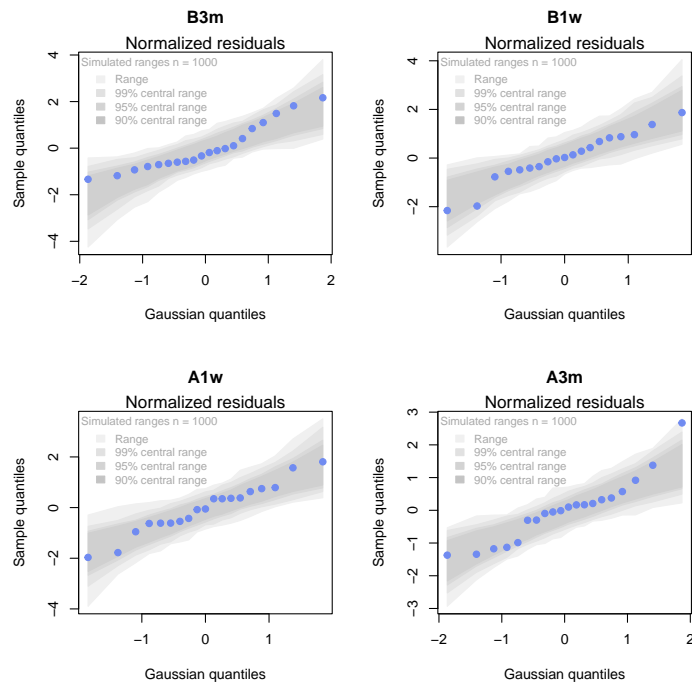 B3m
Normalized residuals
Simulated ranges n = 1000
Range
99% central range
95% central range
90% central range
Sample quantiles
4
2
0
−2
−4
−2
−1
0
1
2
Gaussian quantiles
B1w
Normalized residuals
Simulated ranges n = 1000
Range
99% central range
95% central range
90% central range
Sample quantiles
4
2
0
−2
−1
0
1
Gaussian quantiles
A1w
Normalized residuals
Simulated ranges n = 1000
Range
99% central range
95% central range
90% central range
Sample quantiles
2
0
−2
−4
−1
0
1
Gaussian quantiles
A3m
Normalized residuals
Simulated ranges n = 1000
Range
99% central range
95% central range
90% central range
Sample quantiles
3
2
1
0
−1
−2
−3
−2
−1
0
1
2
Gaussian quantiles